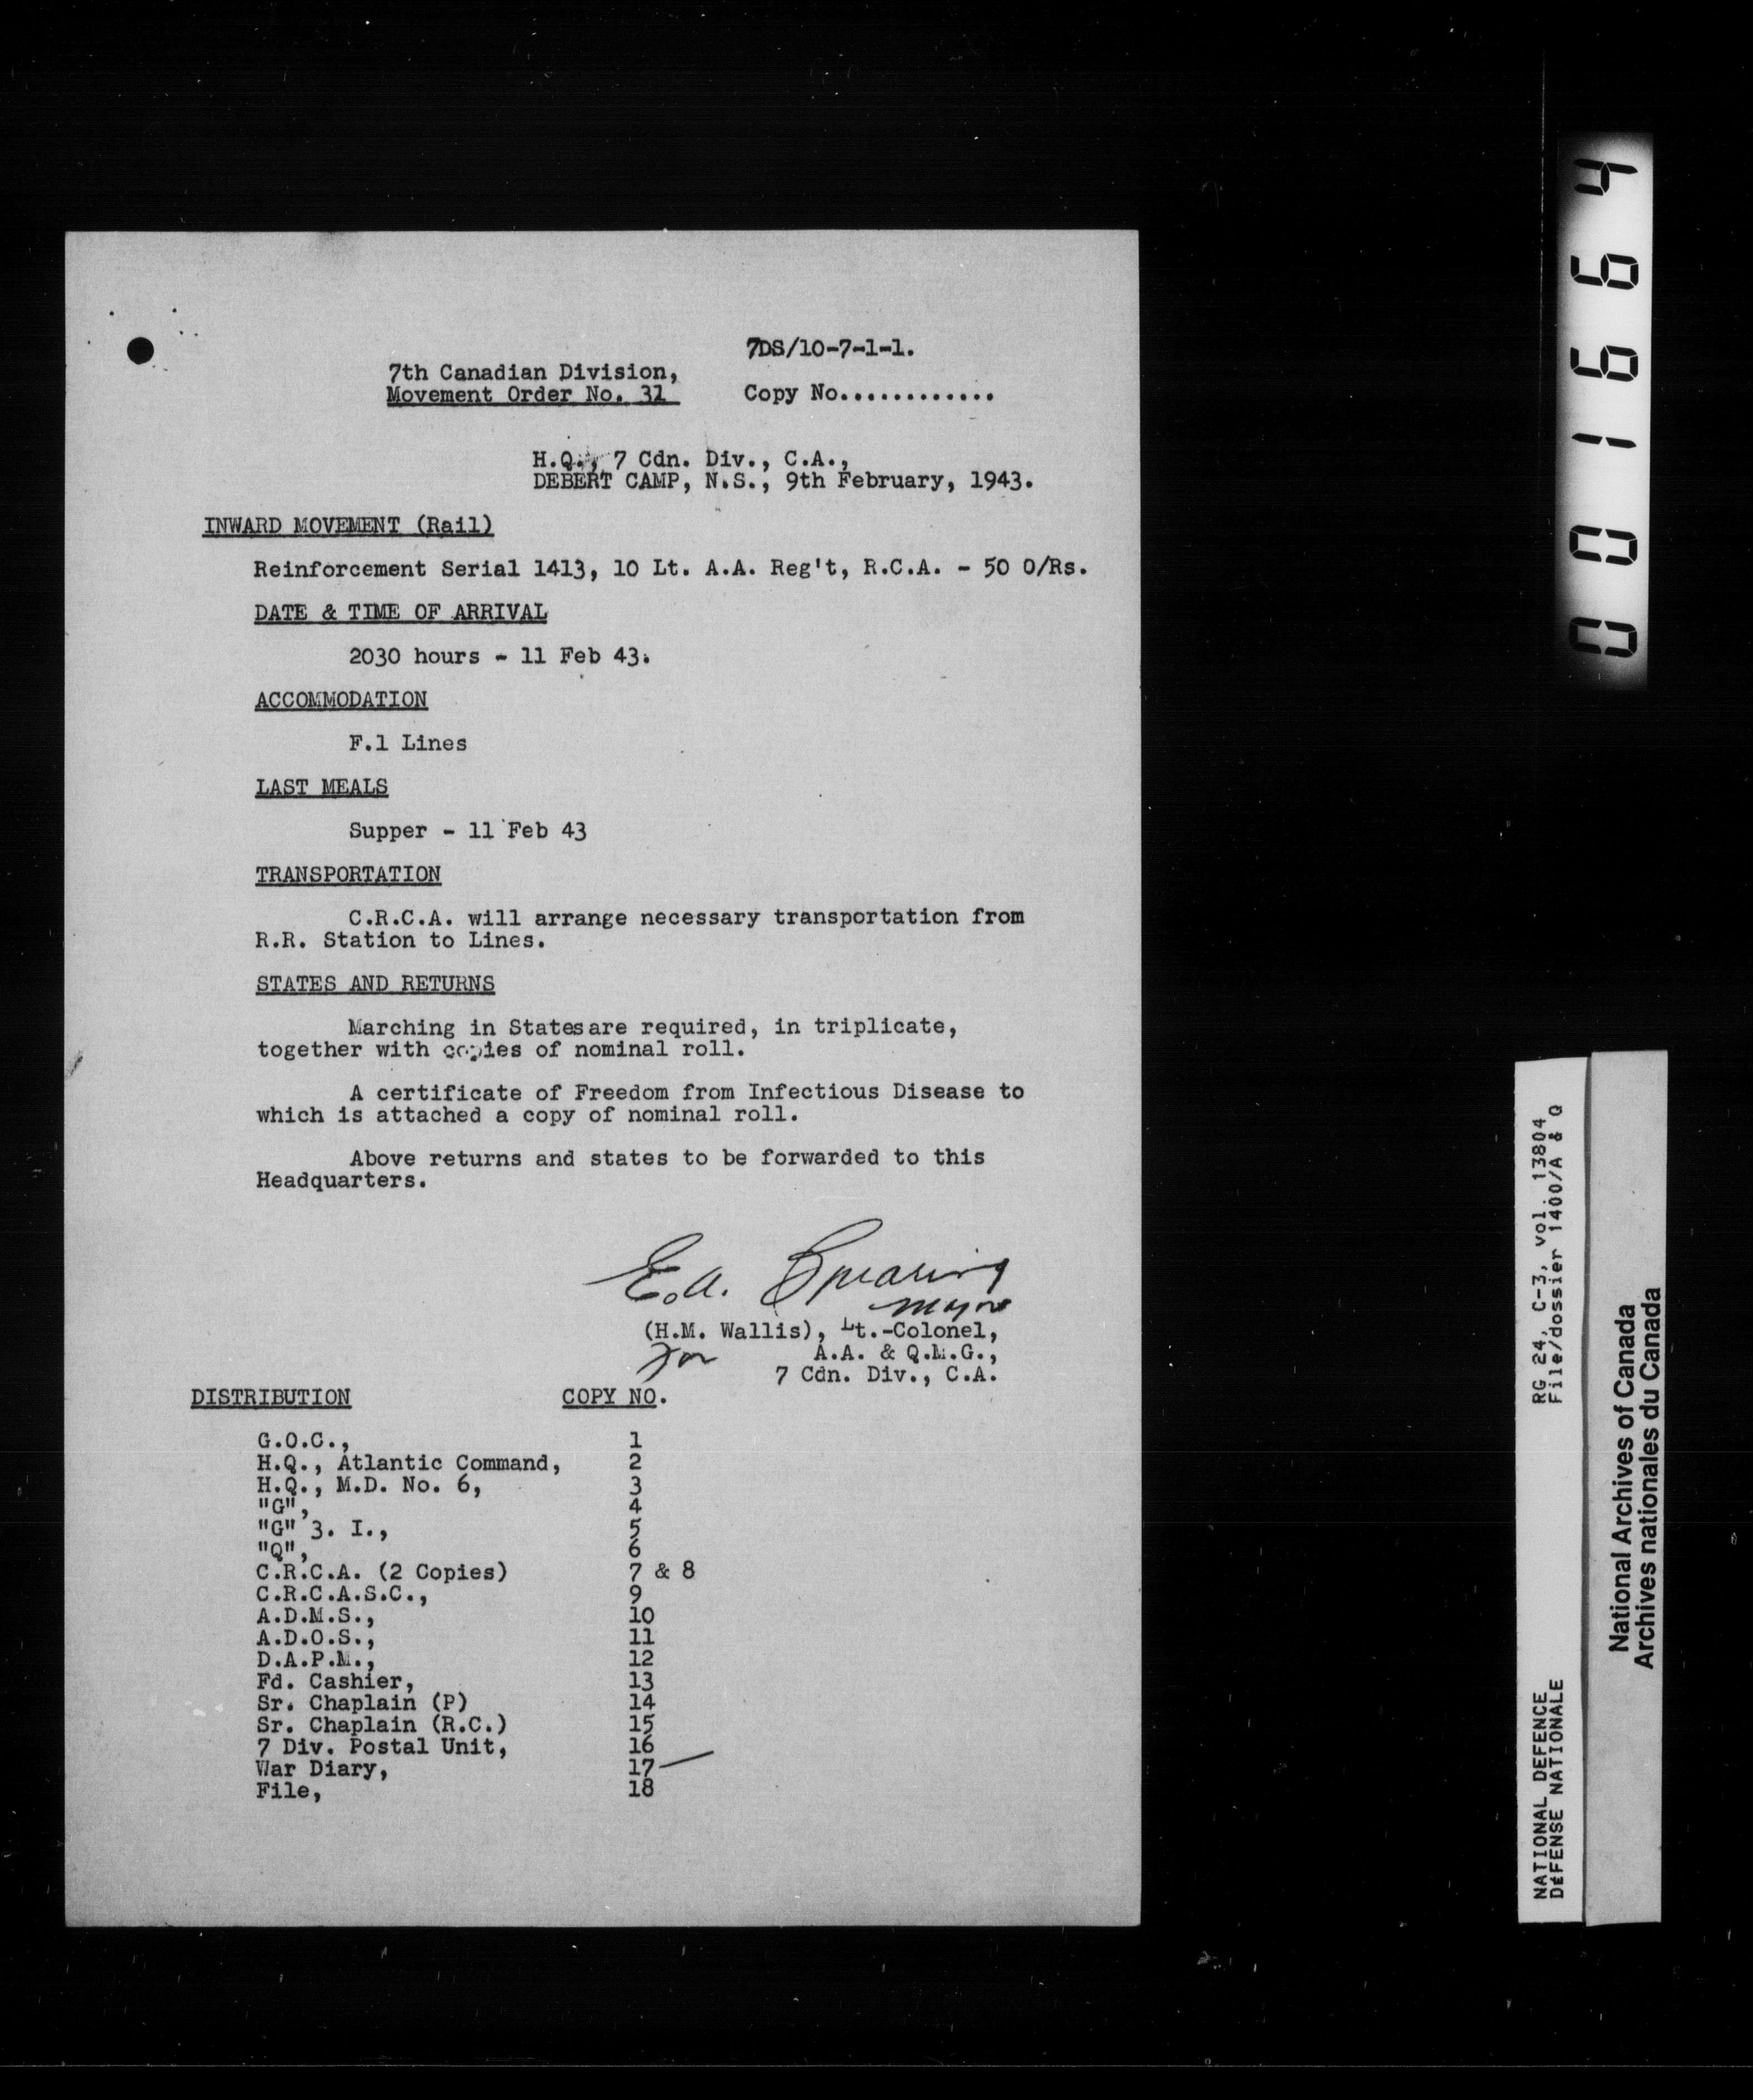 7DS/10-7-1-1.
7th Canadian Division,
Movement Order No. 31
Copy No............
H.Q., 7 Cdn. Div., C.A.,
DEBERT CAMP, N.S., 9th February, 1943.
INWARD MOVEMENT (Rail)
Reinforcement Serial 1413, 10 Lt. A.A. Reg't, R.C.A. - 50 O/Rs.
DATE & TIME OF ARRIVAL
2030 hours - 11 Feb 43.
ACCOMMODATION
F.1 Lines
LAST MEALS
Supper - 11 Feb 43
TRANSPORTATION
C.R.C.A. will arrange necessary transportation from
R.R. Station to Lines.
STATES AND RETURNS
Marching in States are required, in triplicate,
together with copies of nominal roll.
A certificate of Freedom from Infectious Disease to
which is attached a copy of nominal roll.
Above returns and states to be forwarded to this
Headquarters.
E.A. Spearing
Major
(H.M. Wallis), Lt.-Colonel,
for A.A. & Q.M.G.,
7 Cdn. Div., C.A.
DISTRIBUTION COPY NO.
G.O.C., 1
H.Q., Atlantic Command, 2
H.Q., M.D. No. 6, 3
"G", 4
"G" 3. I., 5
"Q", 6
C.R.C.A. (2 Copies) 7 & 8
C.R.C.A.S.C., 9
A.D.M.S., 10
A.D.O.S., 11
D.A.P.M., 12
Fd. Cashier, 13
Sr. Chaplain (P) 14
Sr. Chaplain (R.C.) 15
7 Div. Postal Unit, 16
War Diary, 17
File, 18
001664
NATIONAL DEFENCE RG 24, C-3, vol. 13804
DÉFENSE NATIONALE File/dossier 1400/A & Q
National Archives of Canada
Archives nationales du Canada